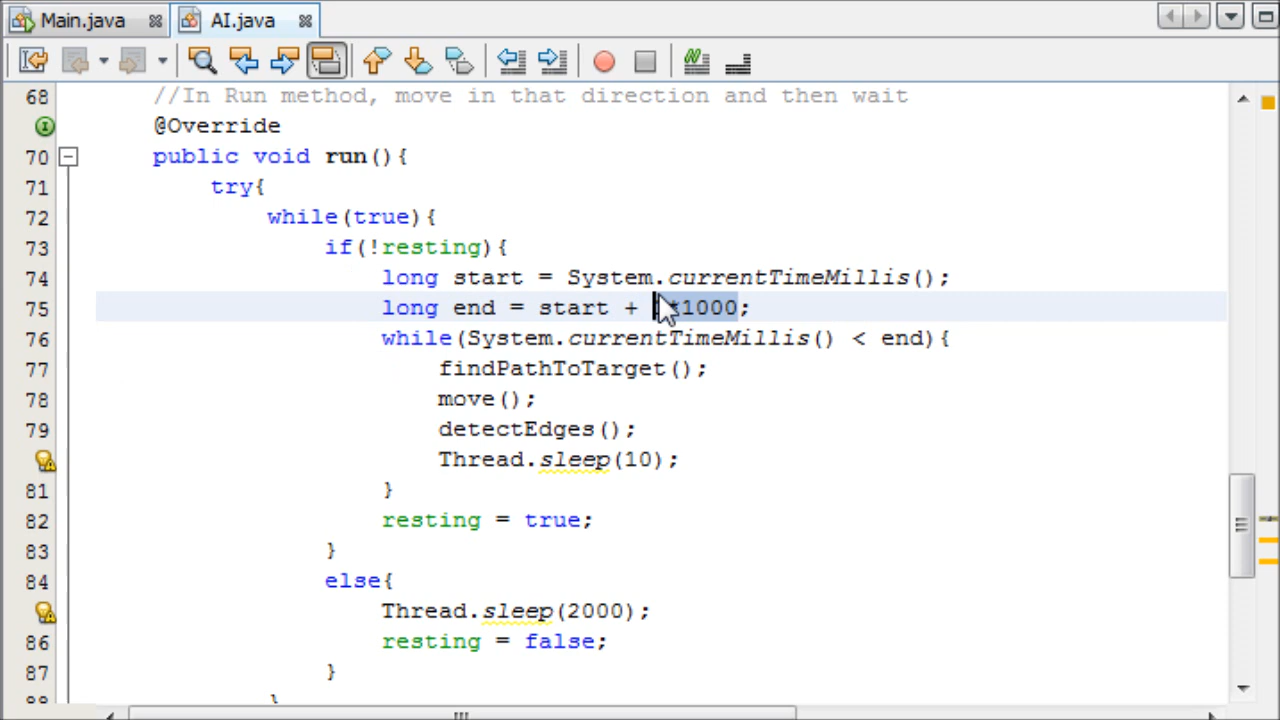 Main.java AI.java
68 //In Run method, move in that direction and then wait
@Override
70 public void run(){
71 try{
72 while(true){
73 if(!resting){
74 long start = System.currentTimeMillis();
75 long end = start + *1000;
76 while(System.currentTimeMillis() < end){
77 findPathToTarget();
78 move();
79 detectEdges();
Thread.sleep(10);
81 }
82 resting = true;
83 }
84 else{
Thread.sleep(2000);
86 resting = false;
87 }
88 }